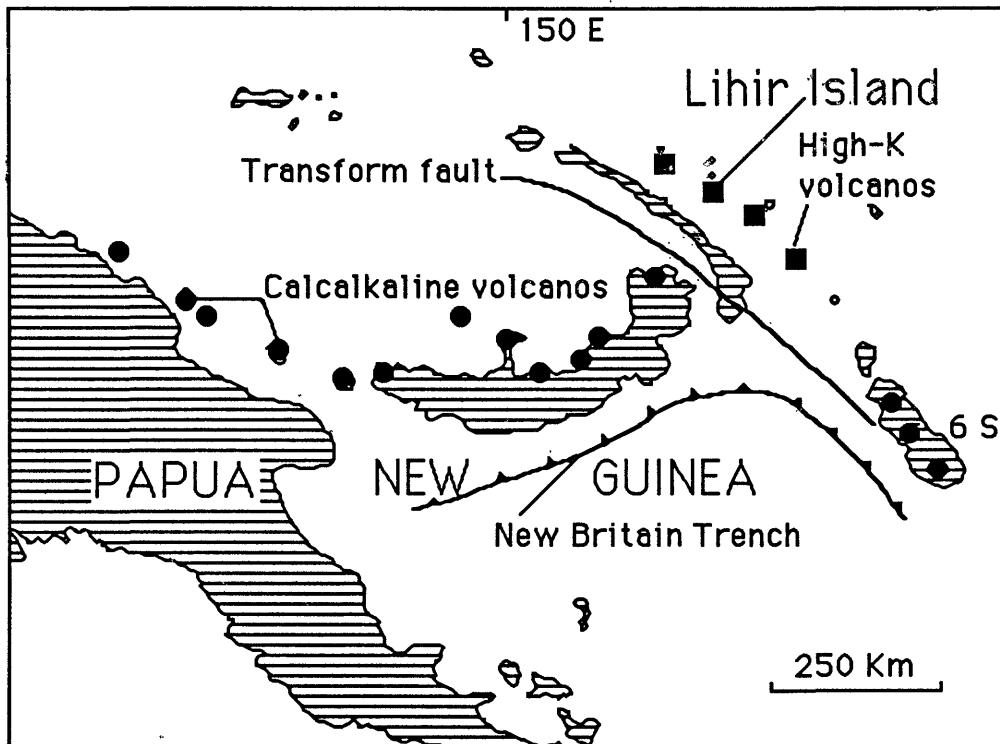 150 E
Lihir Island
High-K
volcanos
Transform fault
Calcalkaline volcanos
6 S
PAPUA NEW GUINEA
New Britain Trench
250 Km